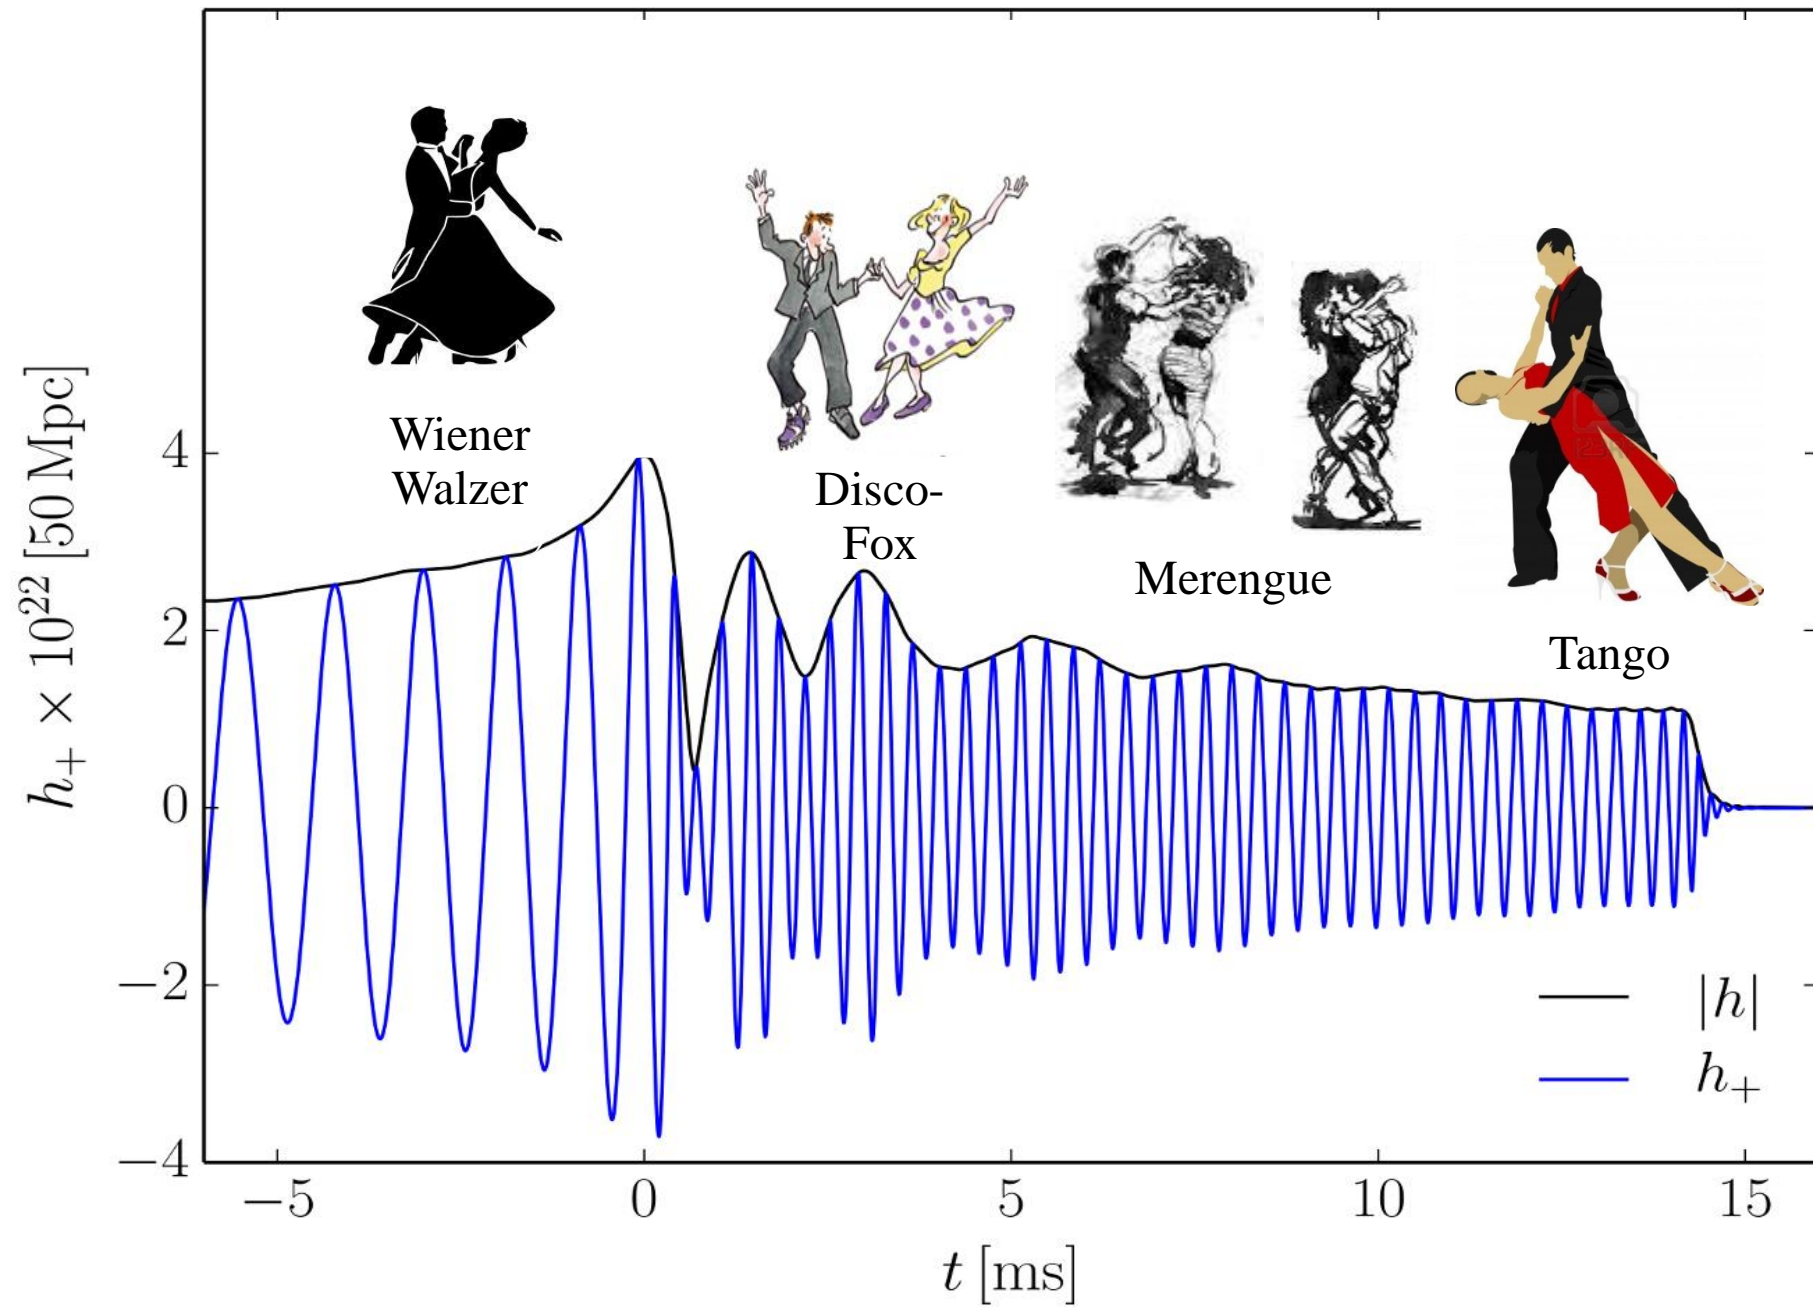 Wiener
Walzer
Disco-
Fox
Merengue
Tango
h₊ × 10²² [50 Mpc]
4
2
0
−2
−4
|h|
h₊
−5 0 5 10 15
t [ms]